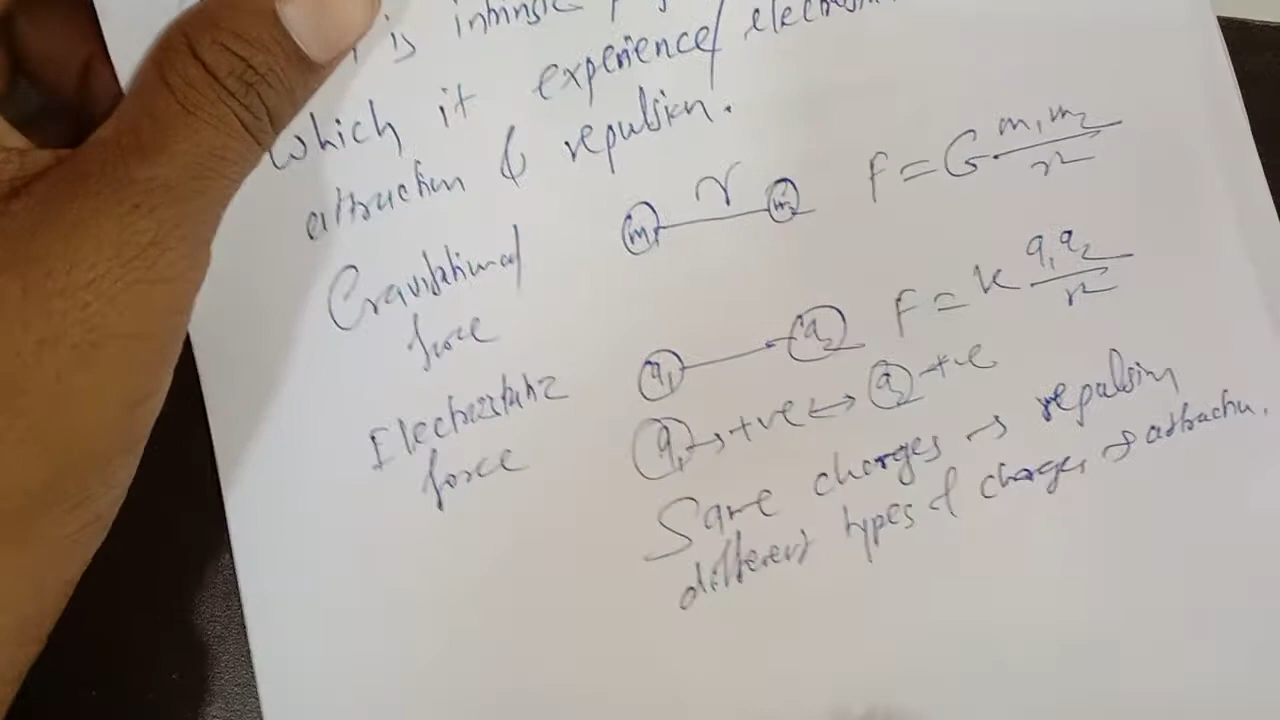 is intrinsic
which it experience/
attraction & repulsion.
Gravitational
force
m1 r m2 F = G m1m2/r2
Electrostatic
force
q1 q2 F = k q1q2/r2
q1 → +ve ↔ q2 → +ve
Same charges → repulsion
different types of charges → attractn.